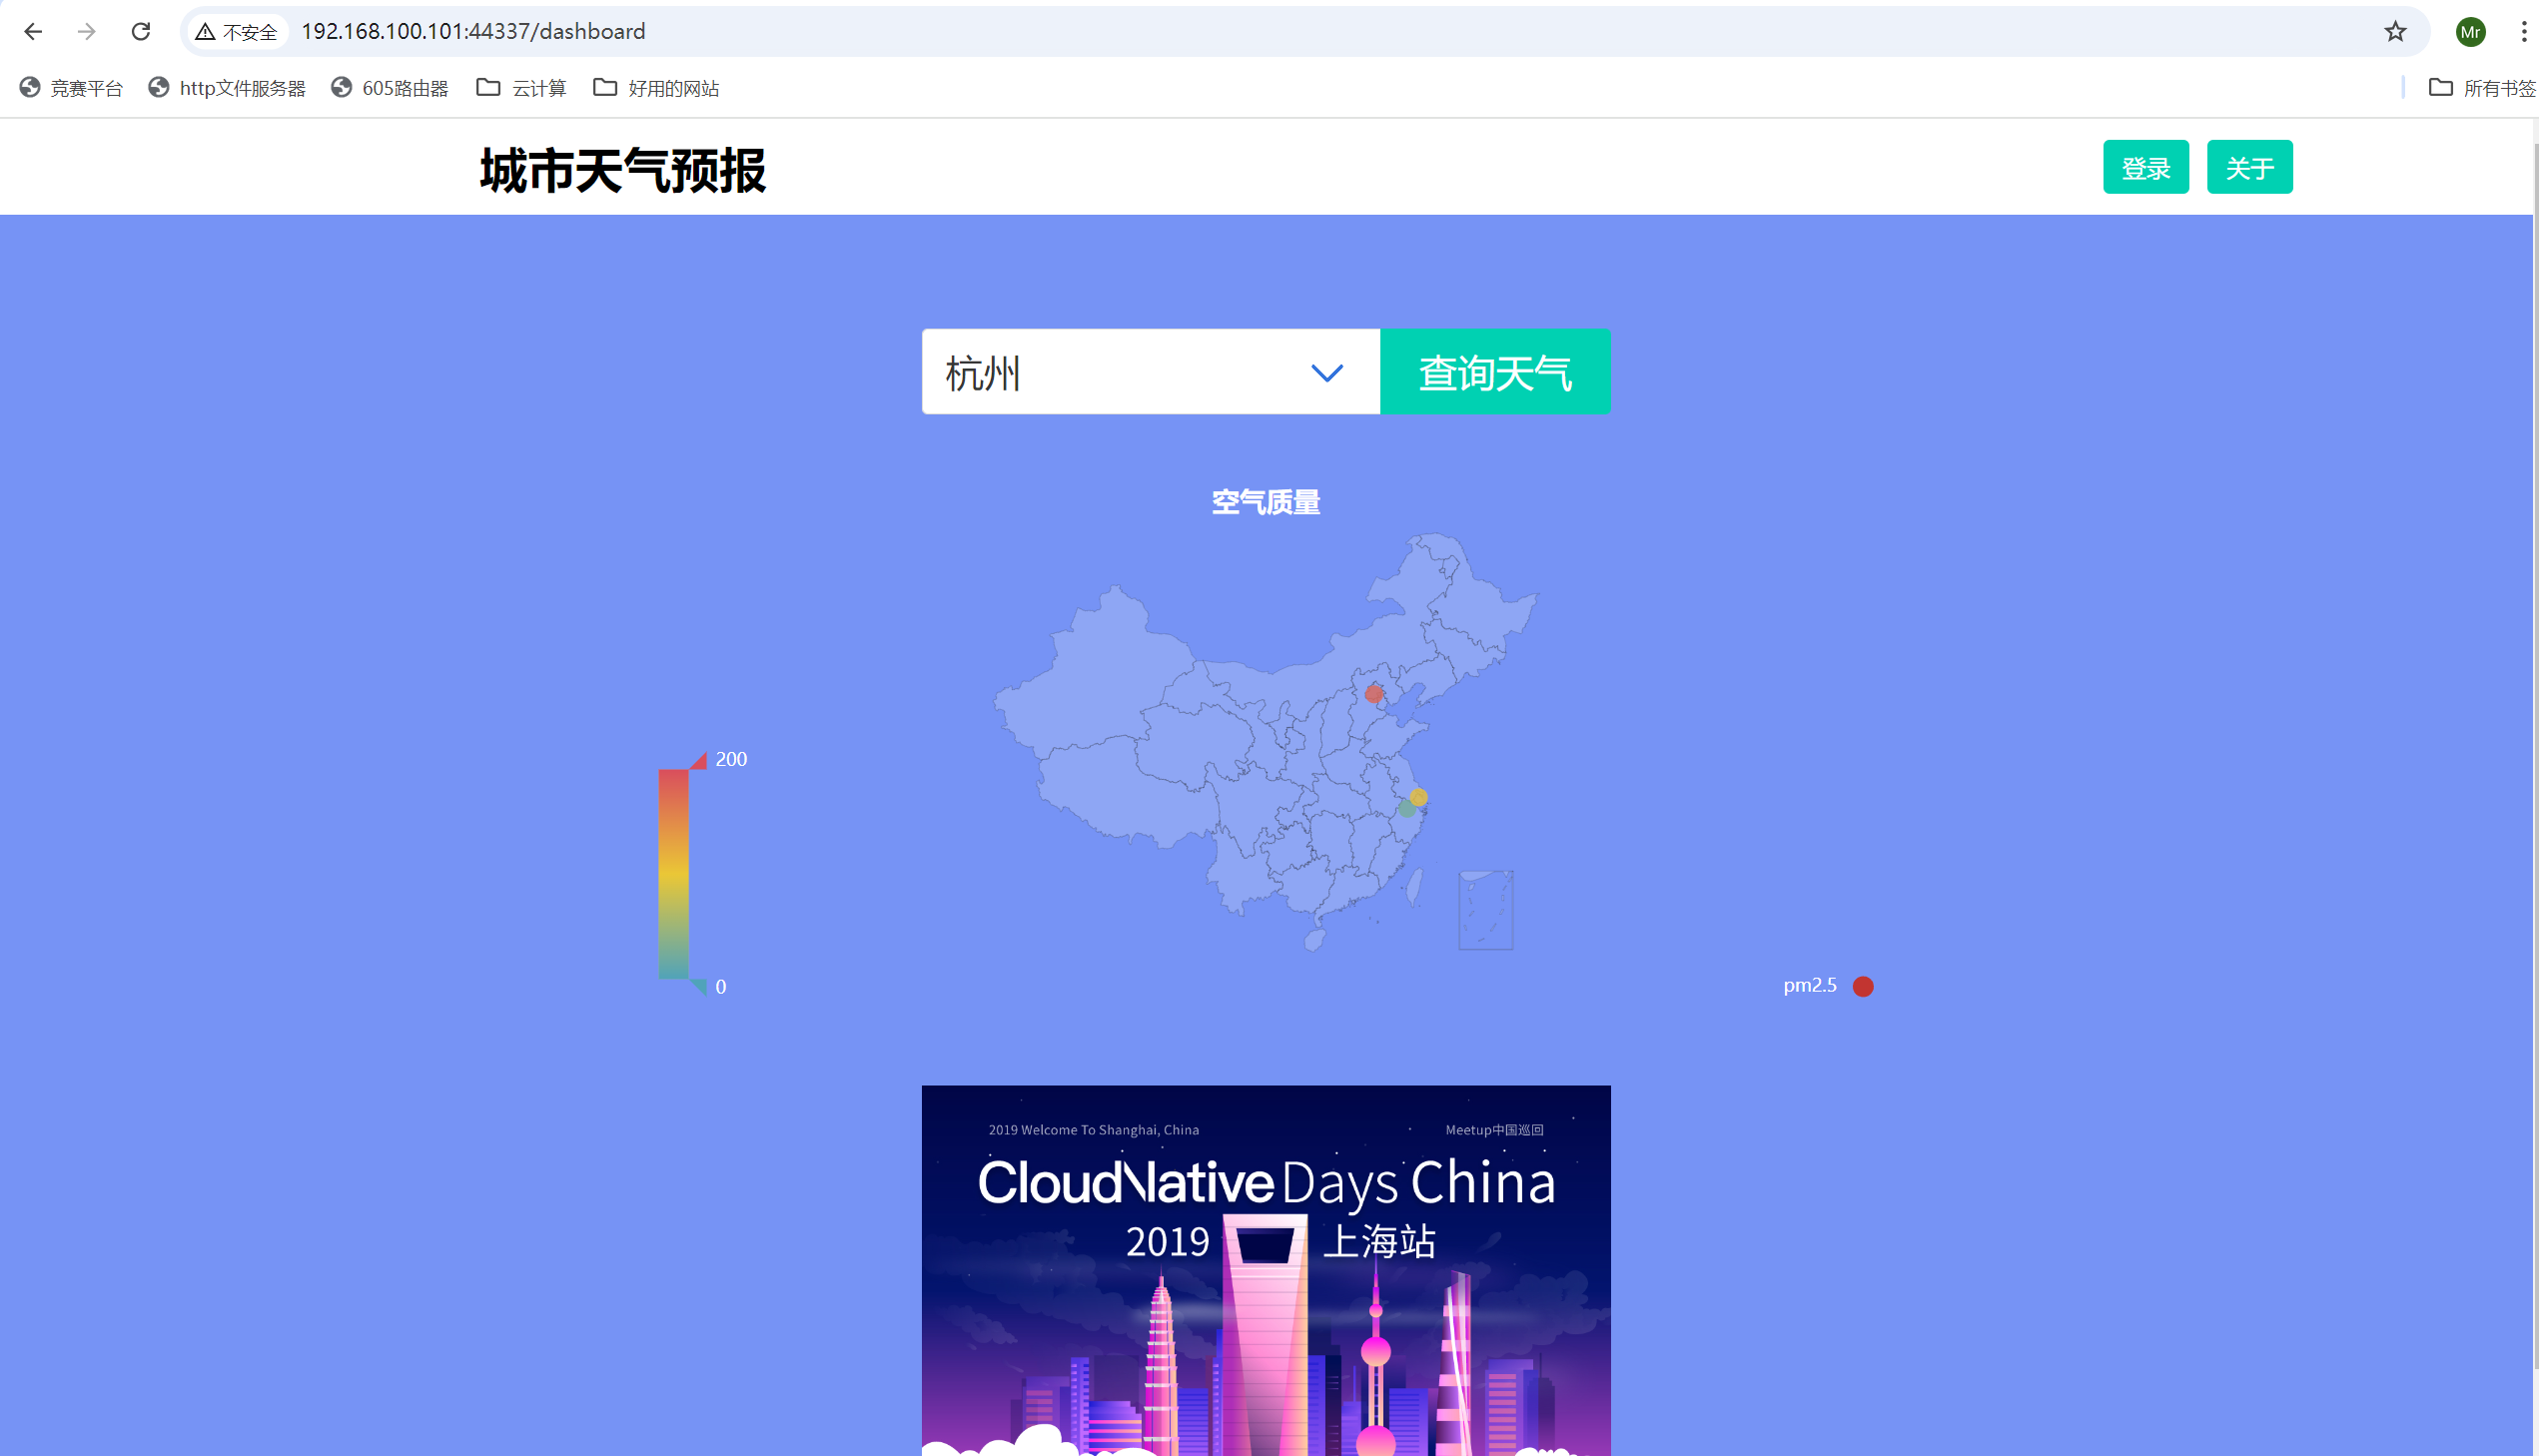 不安全 192.168.100.101:44337/dashboard Mr
竞赛平台 http文件服务器 605路由器 云计算 好用的网站 所有书签
城市天气预报 登录 关于
杭州 查询天气
空气质量
200
0
pm2.5
2019 Welcome To Shanghai, China Meetup中国巡回
CloudNative Days China
2019 上海站